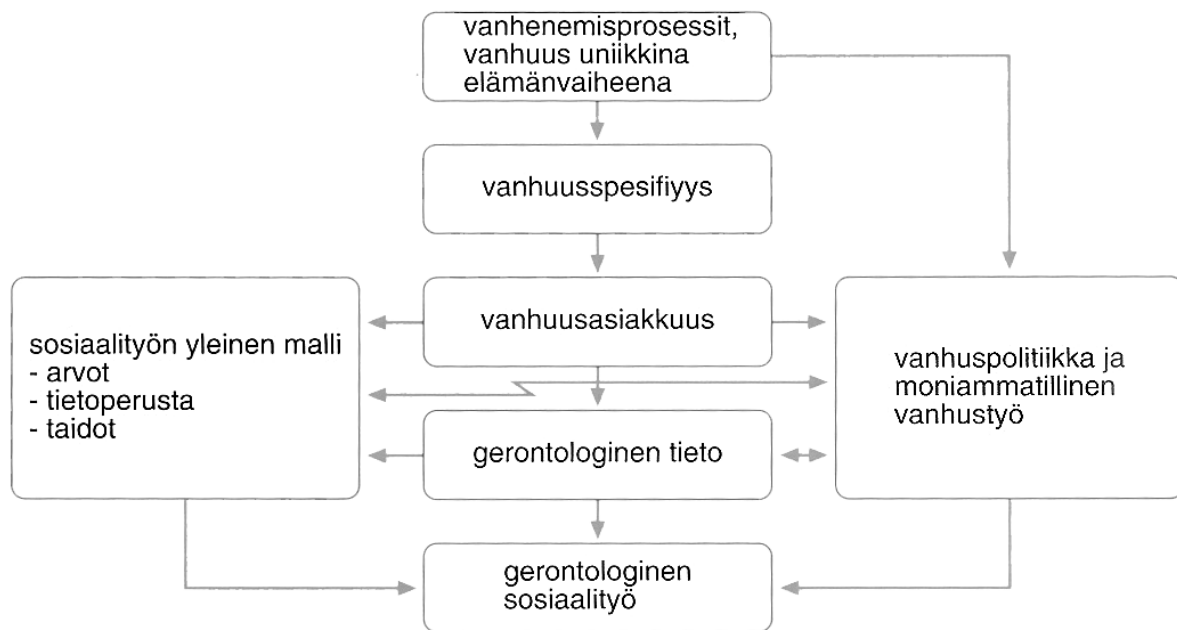 vanhenemisprosessit,
vanhuus uniikkina
elämänvaiheena
vanhuusspesifiyys
vanhuusasiakkuus
sosiaalityön yleinen malli
- arvot
- tietoperusta
- taidot
vanhuspolitiikka ja
moniammatillinen
vanhustyö
gerontologinen tieto
gerontologinen
sosiaalityö